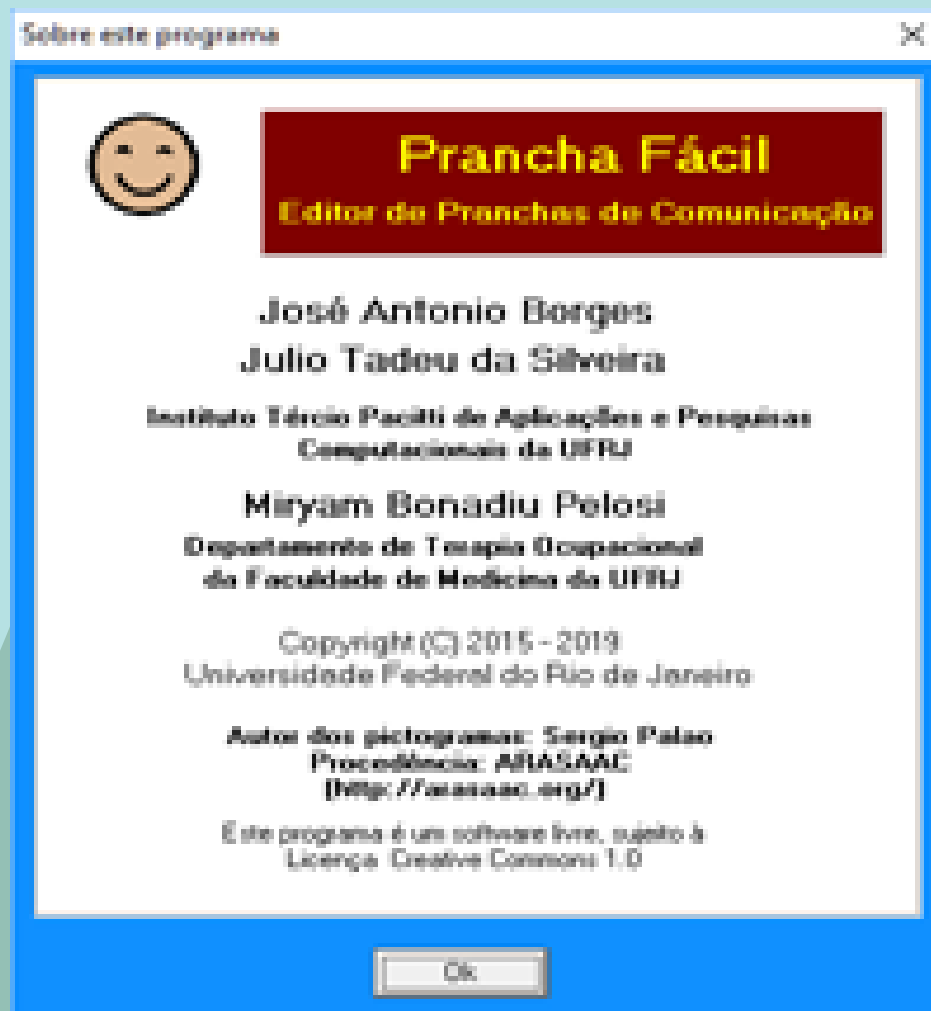 Sobre este programa
Prancha Fácil
Editor de Pranchas de Comunicação
José Antonio Borges
Julio Tadeu da Silveira
Instituto Tércio Pacitti de Aplicações e Pesquisas
Computacionais da UFRJ
Miryam Bonadiu Pelosi
Departamento de Terapia Ocupacional
da Faculdade de Medicina da UFRJ
Copyright (C) 2015 - 2019
Universidade Federal do Rio de Janeiro
Autor dos pictogramas: Sergio Palao
Procedência: ARASAAC
(http://arasaac.org/)
Este programa é um software livre, sujeito à
Licença Creative Commons 1.0
Ok